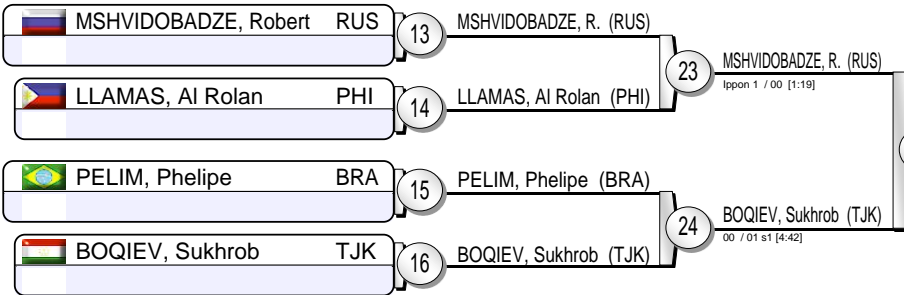 MSHVIDOBADZE, Robert RUS
13
MSHVIDOBADZE, R. (RUS)
LLAMAS, Al Rolan PHI
14
LLAMAS, Al Rolan (PHI)
23
MSHVIDOBADZE, R. (RUS)
Ippon 1 / 00 [1:19]
PELIM, Phelipe BRA
15
PELIM, Phelipe (BRA)
BOQIEV, Sukhrob TJK
16
BOQIEV, Sukhrob (TJK)
24
BOQIEV, Sukhrob (TJK)
00 / 01 s1 [4:42]